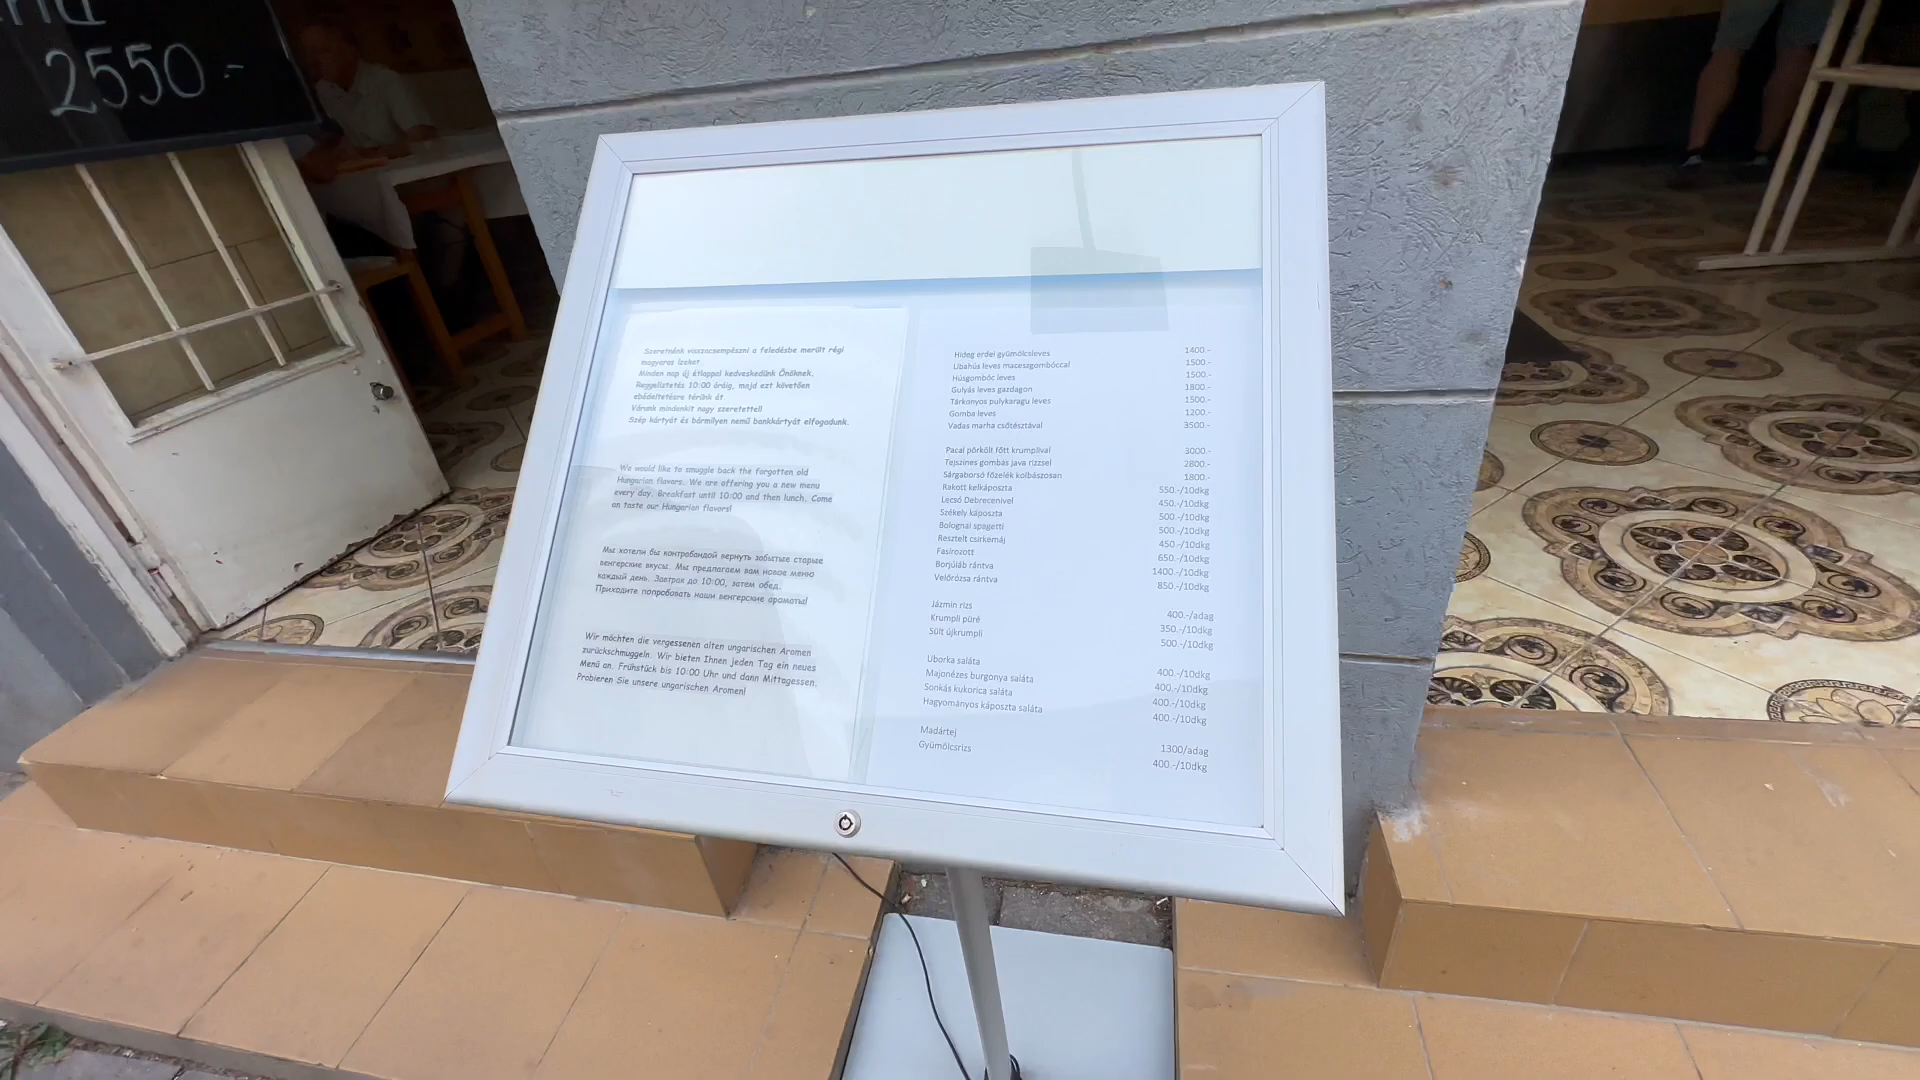 2550.-
Szeretnénk visszacsempészni a feledésbe merült régi
magyaros ízeket.
Minden nap új étlappal kedveskedünk Önöknek.
Reggeliztetés 10:00 óráig, majd ezt követően
ebédeltetésre térünk át.
Várunk mindenkit nagy szeretettel!
Szép kártyát és bármilyen nemű bankkártyát elfogadunk.
We would like to smuggle back the forgotten old
Hungarian flavors. We are offering you a new menu
every day. Breakfast until 10:00 and then lunch. Come
an taste our Hungarian flavors!
Мы хотели бы контробандой вернуть забытые старые
венгерские вкусы. Мы предлагаем вам новое меню
каждый день. Завтрак до 10:00, затем обед.
Приходите попробовать наши венгерские ароматы!
Wir möchten die vergessenen alten ungarischen Aromen
zurückschmuggeln. Wir bieten Ihnen jeden Tag ein neues
Menü an. Frühstück bis 10:00 Uhr und dann Mittagessen.
Probieren Sie unsere ungarischen Aromen!
Hideg erdei gyümölcsleves 1400.-
Libahús leves maceszgombóccal 1500.-
Húsgombóc leves 1500.-
Gulyás leves gazdagon 1800.-
Tárkonyos pulykaragu leves 1500.-
Gomba leves 1200.-
Vadas marha csőtésztával 3500.-
Pacal pörkölt főtt krumplival 3000.-
Tejszínes gombás java rizzsel 2800.-
Sárgaborsó főzelék kolbászosan 1800.-
Rakott kelkáposzta 550.-/10dkg
Lecsó Debrecenivel 450.-/10dkg
Székely káposzta 500.-/10dkg
Bolognai spagetti 500.-/10dkg
Resztelt csirkemáj 450.-/10dkg
Fasírozott 650.-/10dkg
Borjúláb rántva 1400.-/10dkg
Velőrózsa rántva 850.-/10dkg
Jázmin rizs 400.-/adag
Krumpli püré 350.-/10dkg
Sült újkrumpli 500.-/10dkg
Uborka saláta 400.-/10dkg
Majonézes burgonya saláta 400.-/10dkg
Sonkás kukorica saláta 400.-/10dkg
Hagyományos káposzta saláta 400.-/10dkg
Madártej 1300/adag
Gyümölcsrizs 400.-/10dkg